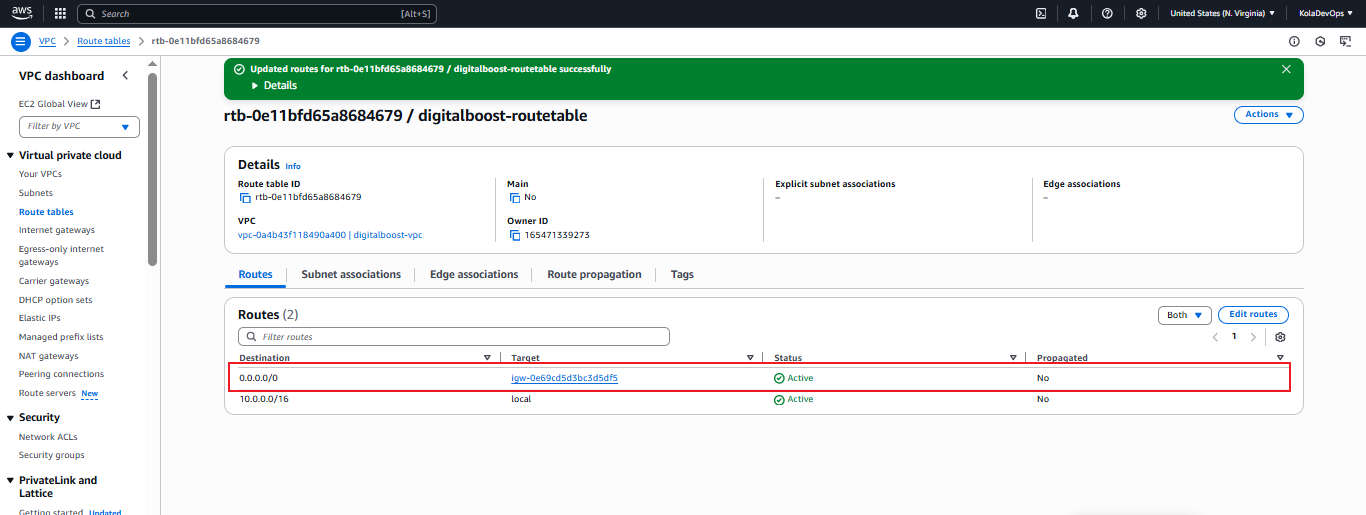 aws Search [Alt+S] United States (N. Virginia) KolaDevOps
VPC Route tables rtb-0e11bfd65a8684679
VPC dashboard
EC2 Global View
Filter by VPC
Virtual private cloud
Your VPCs
Subnets
Route tables
Internet gateways
Egress-only internet
gateways
Carrier gateways
DHCP option sets
Elastic IPs
Managed prefix lists
NAT gateways
Peering connections
Route servers New
Security
Network ACLs
Security groups
PrivateLink and
Lattice
Getting started Updated
Updated routes for rtb-0e11bfd65a8684679 / digitalboost-routetable successfully
Details
rtb-0e11bfd65a8684679 / digitalboost-routetable
Actions
Details Info
Route table ID Main Explicit subnet associations Edge associations
rtb-0e11bfd65a8684679 No – –
VPC Owner ID
vpc-0a4b43f118490a400 | digitalboost-vpc 165471339273
Routes Subnet associations Edge associations Route propagation Tags
Routes (2) Both Edit routes
Filter routes 1
Destination Target Status Propagated
0.0.0.0/0 igw-0e69cd5d3bc3d5df5 Active No
10.0.0.0/16 local Active No